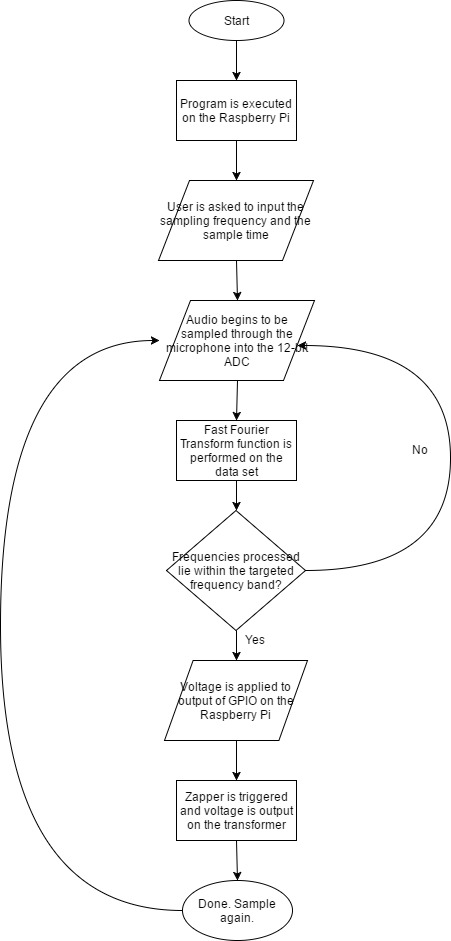 Start
Program is executed
on the Raspberry Pi
User is asked to input the
sampling frequency and the
sample time
Audio begins to be
sampled through the
microphone into the 12-bit
ADC
Fast Fourier
Transform function is
performed on the
data set
No
Frequencies processed
lie within the targeted
frequency band?
Yes
Voltage is applied to
output of GPIO on the
Raspberry Pi
Zapper is triggered
and voltage is output
on the transformer
Done. Sample
again.